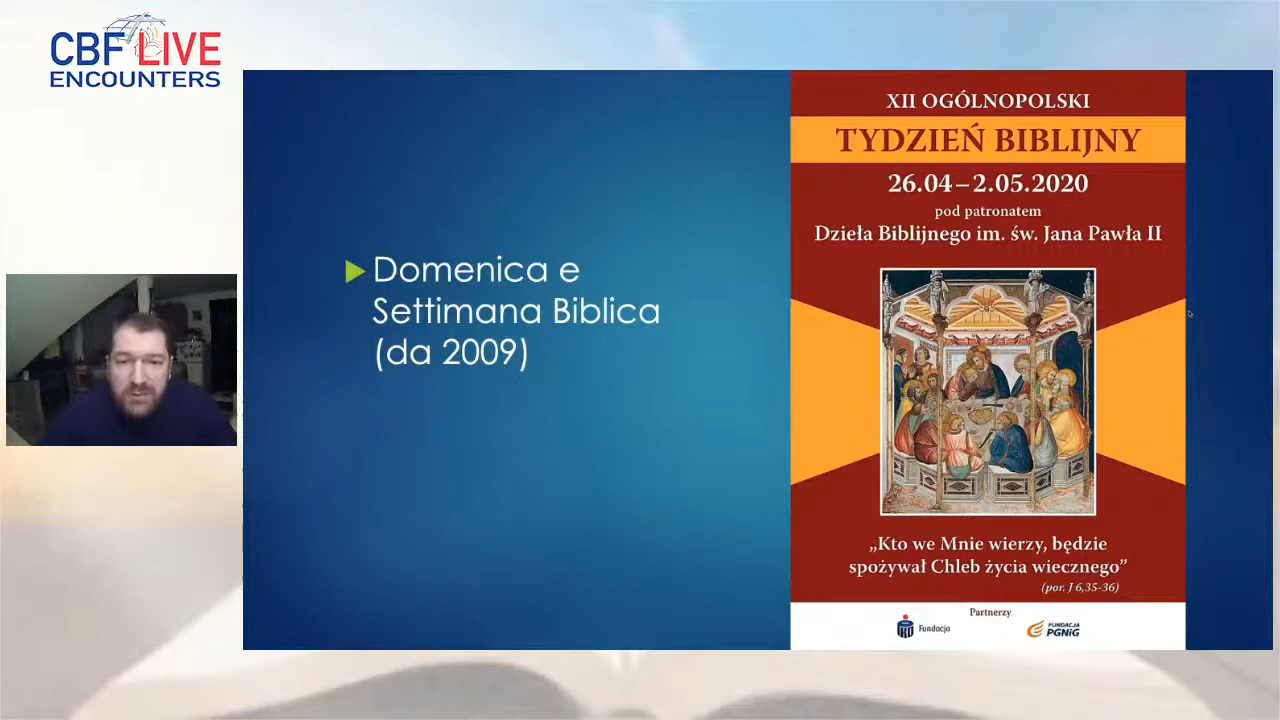 CBF LIVE
ENCOUNTERS
Domenica e
Settimana Biblica
(da 2009)
XII OGÓLNOPOLSKI
TYDZIEŃ BIBLIJNY
26.04–2.05.2020
pod patronatem
Dzieła Biblijnego im. św. Jana Pawła II
„Kto we Mnie wierzy, będzie
spożywał Chleb życia wiecznego”
(por. J 6,35-36)
Partnerzy
Fundacja
FUNDACJA
PGNiG